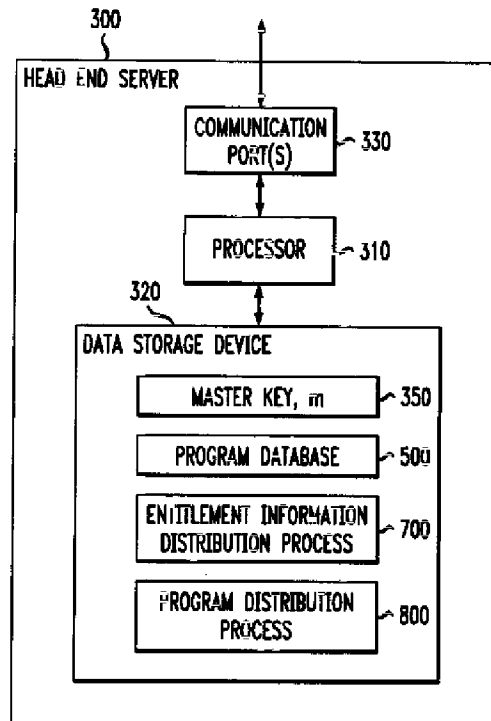 300
HEAD END SERVER
COMMUNICATION
PORT(S)
330
PROCESSOR
310
320
DATA STORAGE DEVICE
MASTER KEY, m
350
PROGRAM DATABASE
500
ENTITLEMENT INFORMATION
DISTRIBUTION PROCESS
700
PROGRAM DISTRIBUTION
PROCESS
800